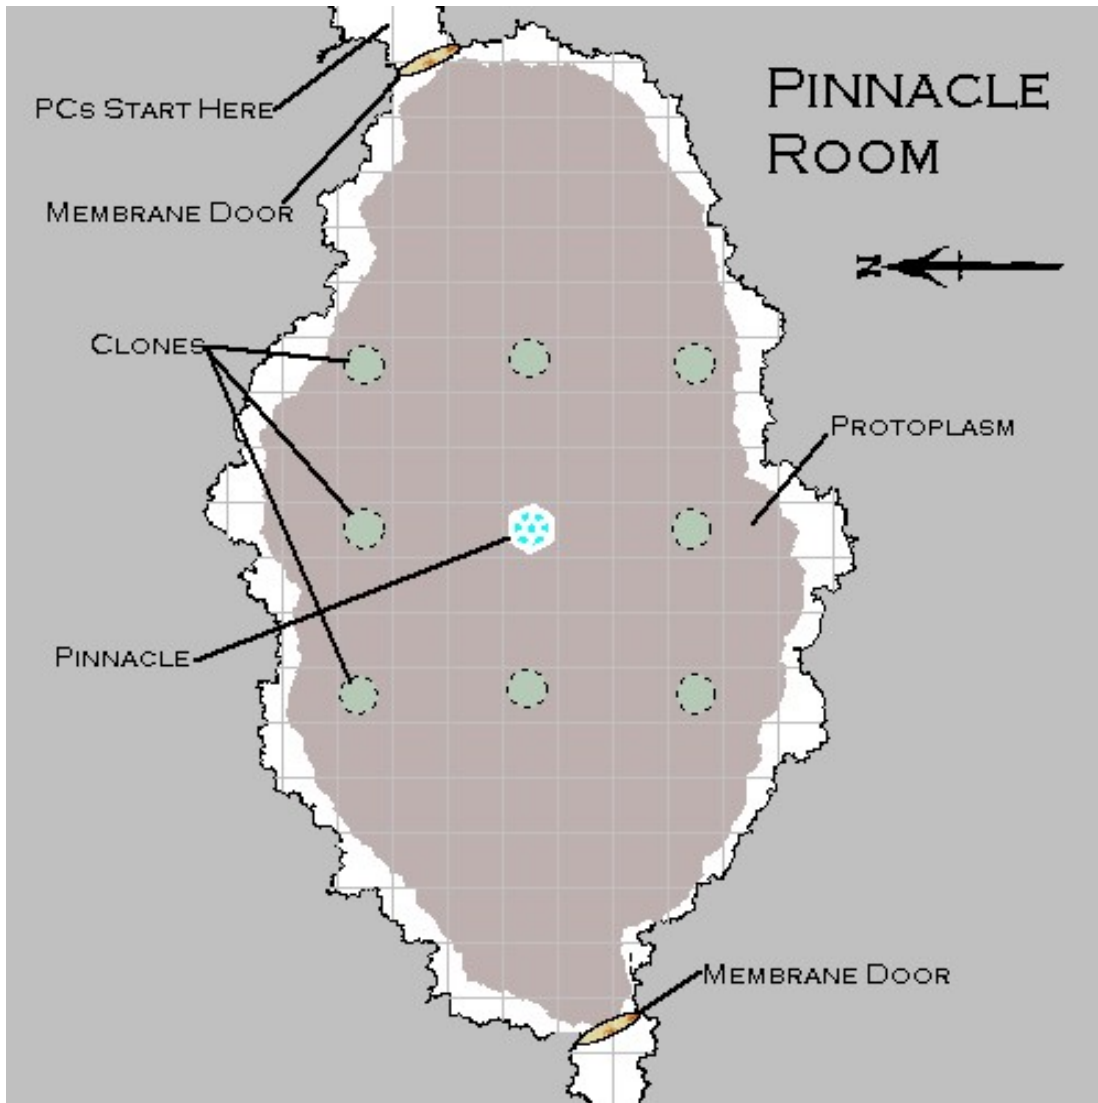 Pinnacle
Room
PCs Start Here
Membrane Door
N
Clones
Protoplasm
Pinnacle
Membrane Door